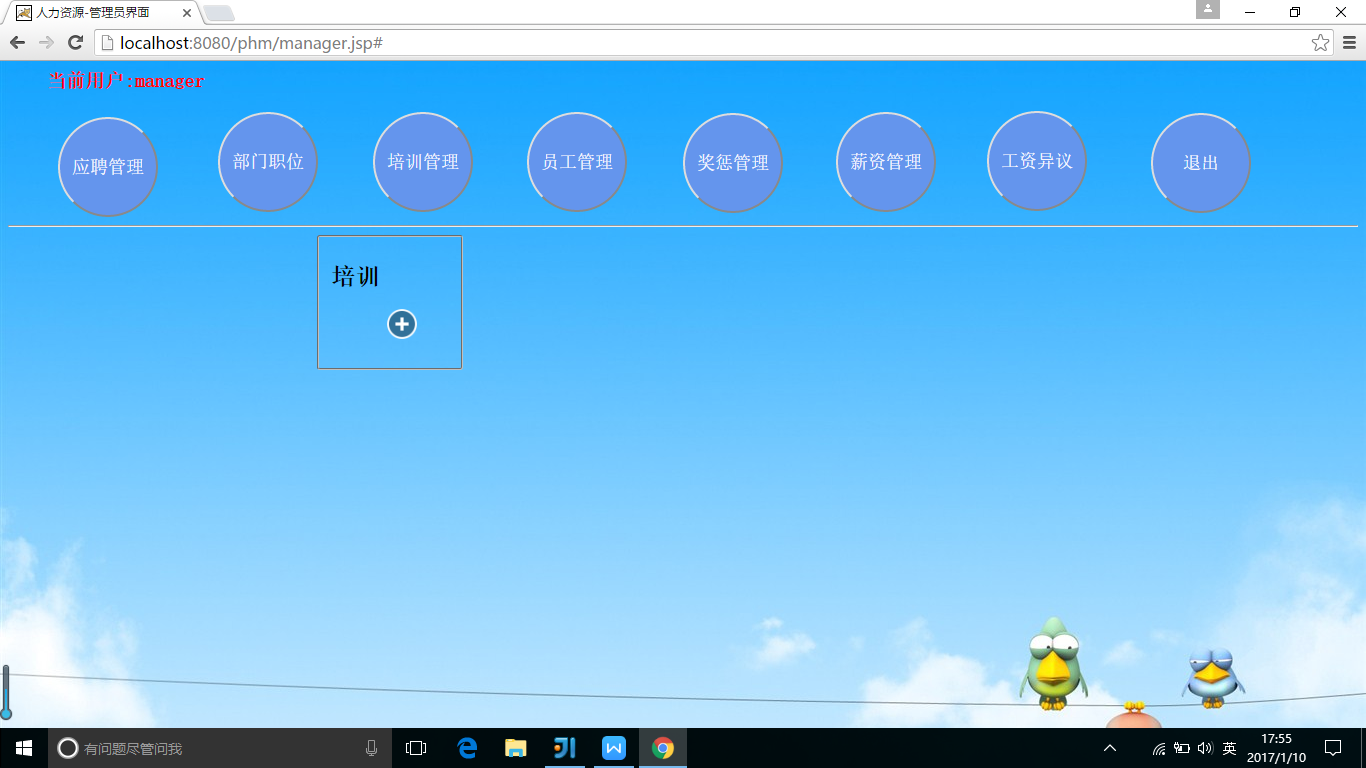 人力资源-管理员界面
localhost:8080/phm/manager.jsp#
当前用户:manager
应聘管理
部门职位
培训管理
员工管理
奖惩管理
薪资管理
工资异议
退出
培训
有问题尽管问我
英
17:55
2017/1/10